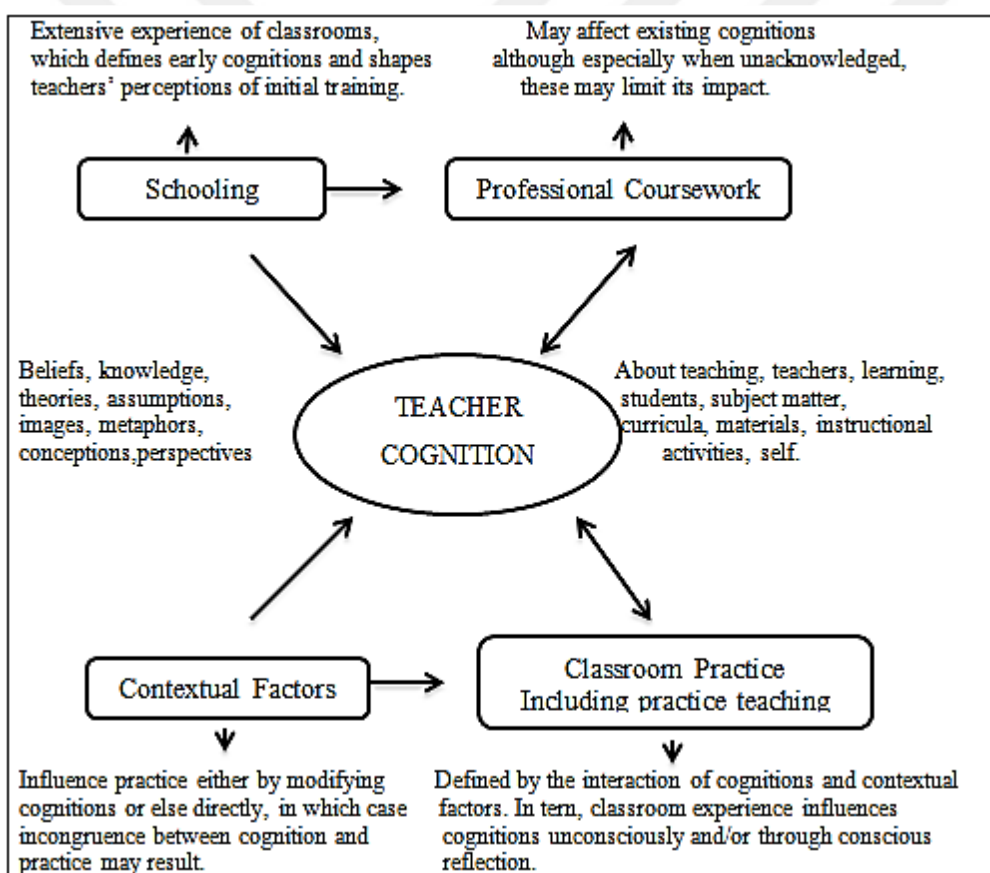 Extensive experience of classrooms,
which defines early cognitions and shapes
teachers' perceptions of initial training.
May affect existing cognitions
although especially when unacknowledged,
these may limit its impact.
Schooling
Professional Coursework
Beliefs, knowledge,
theories, assumptions,
images, metaphors,
conceptions,perspectives
TEACHER
COGNITION
About teaching, teachers, learning,
students, subject matter,
curricula, materials, instructional
activities, self.
Contextual Factors
Classroom Practice
Including practice teaching
Influence practice either by modifying
cognitions or else directly, in which case
incongruence between cognition and
practice may result.
Defined by the interaction of cognitions and contextual
factors. In tern, classroom experience influences
cognitions unconsciously and/or through conscious
reflection.